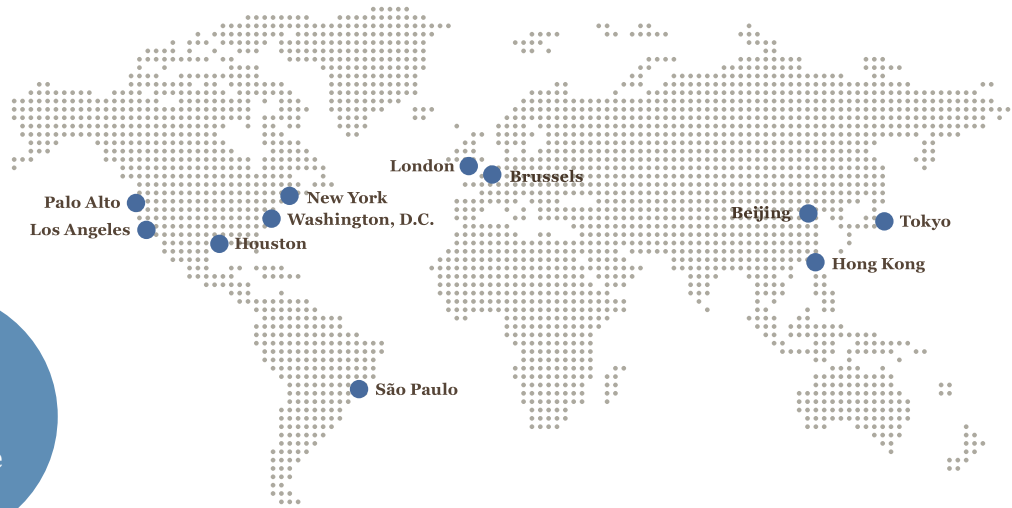 London
Brussels
Palo Alto
New York
Los Angeles
Washington, D.C.
Houston
Beijing
Tokyo
Hong Kong
São Paulo